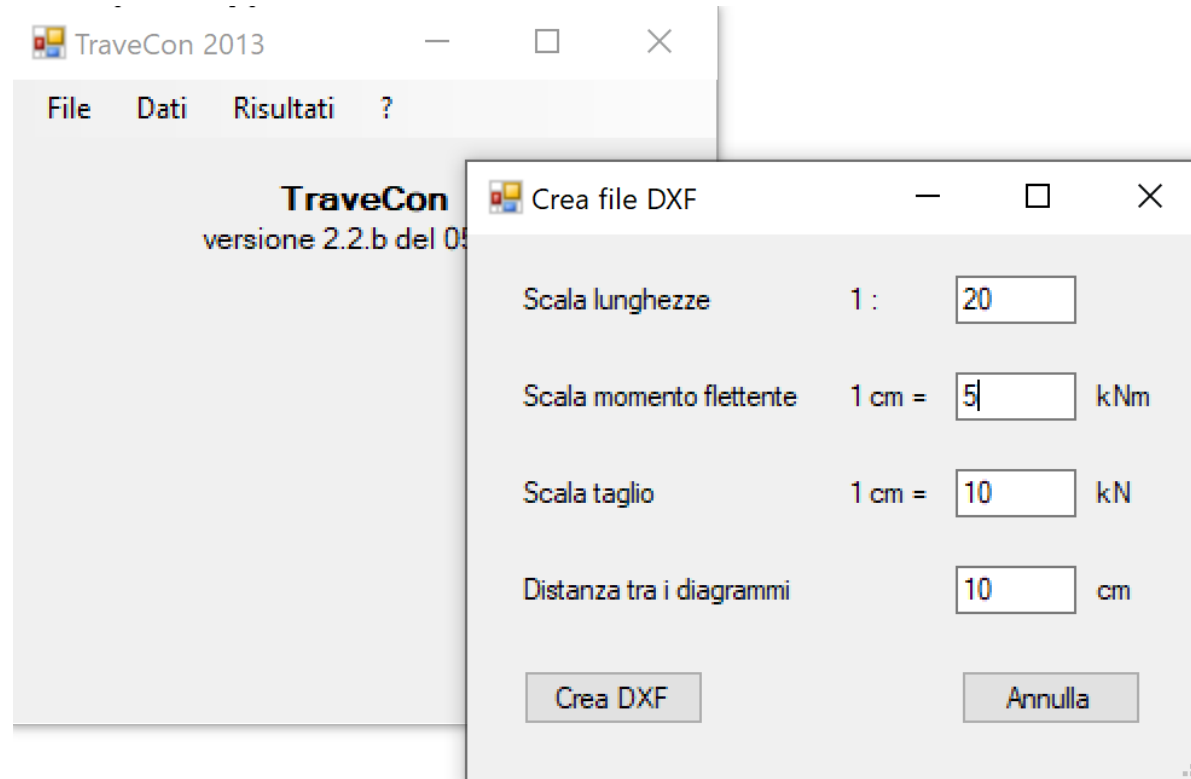 TraveCon 2013
File Dati Risultati ?
TraveCon
versione 2.2.b del
Crea file DXF
Scala lunghezze 1 : 20
Scala momento flettente 1 cm = 5 kNm
Scala taglio 1 cm = 10 kN
Distanza tra i diagrammi 10 cm
Crea DXF Annulla